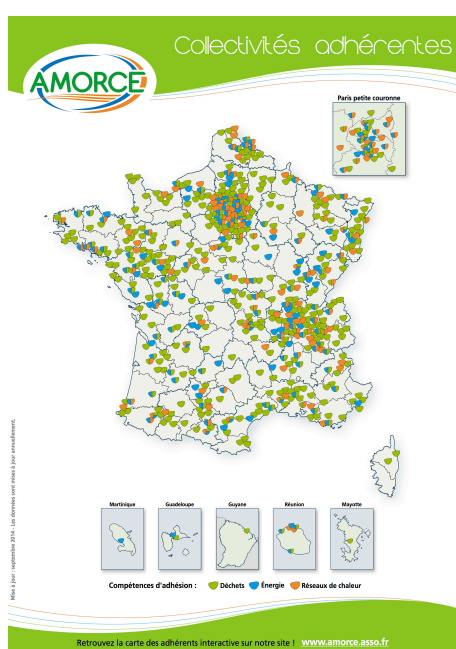 Collectivités adhérentes
AMORCE
Paris petite couronne
Mise à jour : septembre 2014 - Les données sont mises à jour annuellement.
Martinique
Guadeloupe
Guyane
Réunion
Mayotte
Compétences d'adhésion : Déchets Énergie Réseaux de chaleur
Retrouvez la carte des adhérents interactive sur notre site ! www.amorce.asso.fr